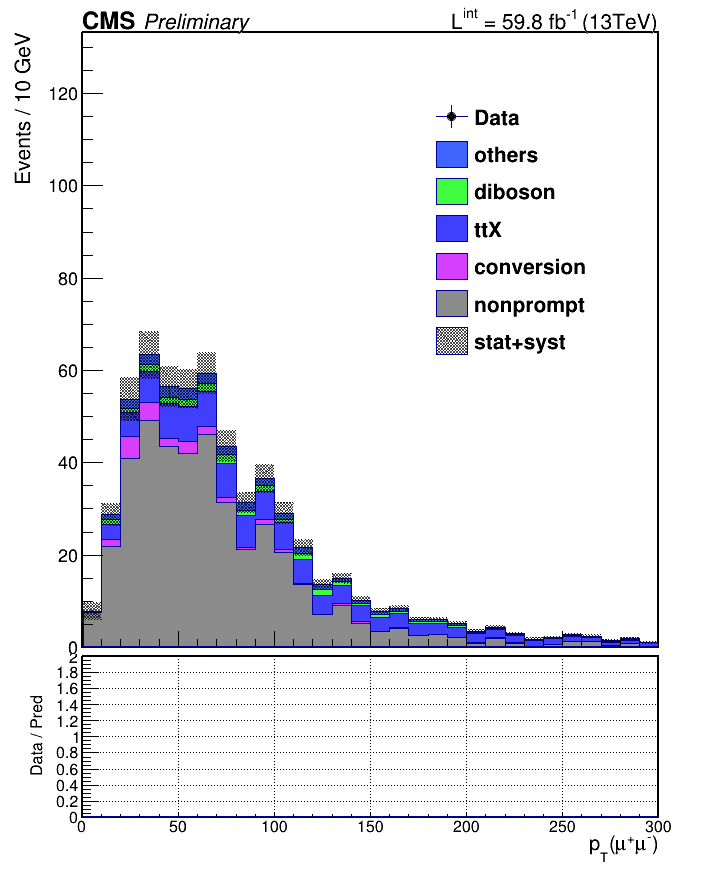 CMS Preliminary
L^int = 59.8 fb^-1 (13TeV)
Events / 10 GeV
120
100
80
60
40
20
0
Data
others
diboson
ttX
conversion
nonprompt
stat+syst
Data / Pred
2
1.8
1.6
1.4
1.2
1
0.8
0.6
0.4
0.2
0
0 50 100 150 200 250 300
p_T(μ⁺μ⁻)